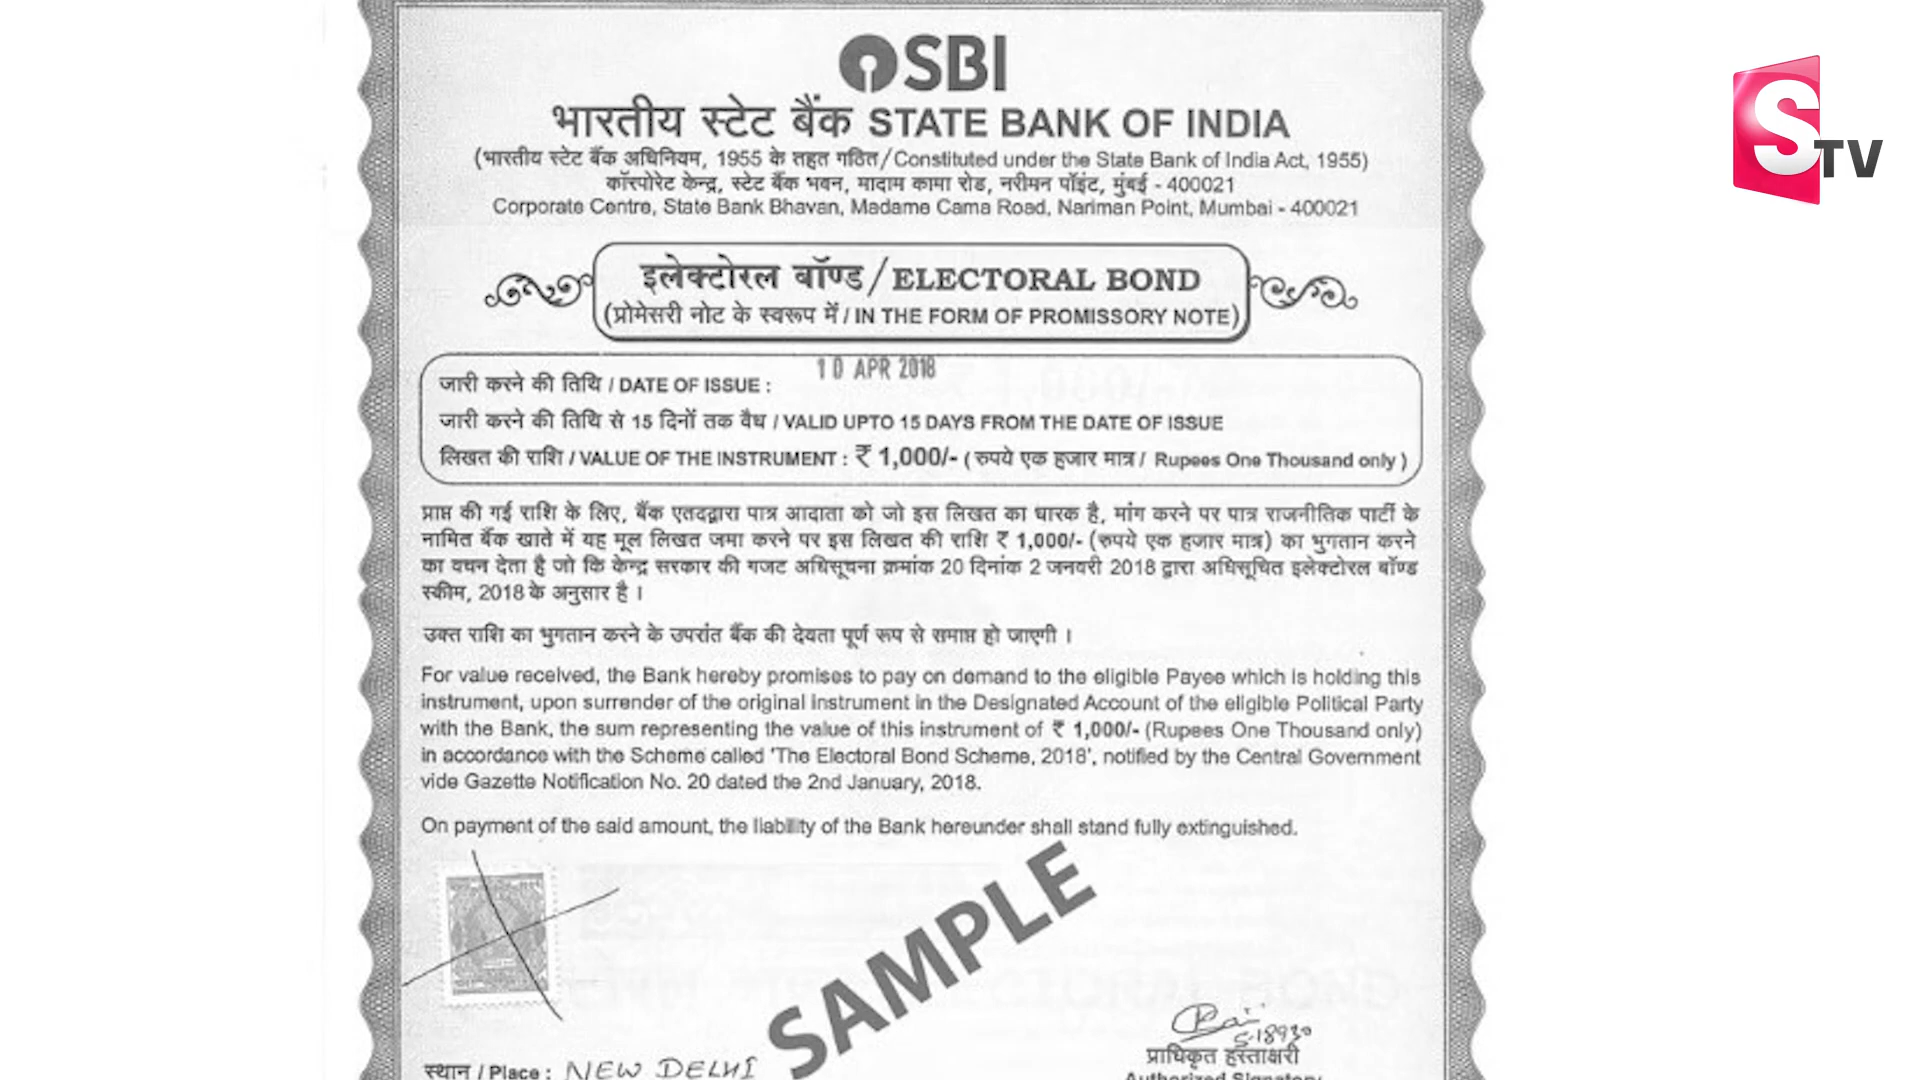 SBI
भारतीय स्टेट बैंक STATE BANK OF INDIA
(भारतीय स्टेट बैंक अधिनियम, 1955 के तहत गठित/Constituted under the State Bank of India Act, 1955)
कॉरपोरेट केन्द्र, स्टेट बैंक भवन, मादाम कामा रोड, नरीमन पॉइंट, मुंबई - 400021
Corporate Centre, State Bank Bhavan, Madame Cama Road, Nariman Point, Mumbai - 400021
STV
इलेक्टोरल बॉण्ड/ELECTORAL BOND
(प्रोमेसरी नोट के स्वरूप में / IN THE FORM OF PROMISSORY NOTE)
10 APR 2018
जारी करने की तिथि / DATE OF ISSUE :
जारी करने की तिथि से 15 दिनों तक वैध / VALID UPTO 15 DAYS FROM THE DATE OF ISSUE
लिखत की राशि / VALUE OF THE INSTRUMENT : ₹ 1,000/- ( रुपये एक हजार मात्र / Rupees One Thousand only )
प्राप्त की गई राशि के लिए, बैंक एतदद्वारा पात्र आदाता को जो इस लिखत का धारक है, मांग करने पर पात्र राजनीतिक पार्टी के
नामित बैंक खाते में यह मूल लिखत जमा करने पर इस लिखत की राशि ₹ 1,000/- (रुपये एक हजार मात्र) का भुगतान करने
का वचन देता है जो कि केन्द्र सरकार की गजट अधिसूचना क्रमांक 20 दिनांक 2 जनवरी 2018 द्वारा अधिसूचित इलेक्टोरल बॉण्ड
स्कीम, 2018 के अनुसार है ।
उक्त राशि का भुगतान करने के उपरांत बैंक की देयता पूर्ण रूप से समाप्त हो जाएगी ।
For value received, the Bank hereby promises to pay on demand to the eligible Payee which is holding this
instrument, upon surrender of the original instrument in the Designated Account of the eligible Political Party
with the Bank, the sum representing the value of this instrument of ₹ 1,000/- (Rupees One Thousand only)
in accordance with the Scheme called 'The Electoral Bond Scheme, 2018', notified by the Central Government
vide Gazette Notification No. 20 dated the 2nd January, 2018.
On payment of the said amount, the liability of the Bank hereunder shall stand fully extinguished.
SAMPLE
S-18930
प्राधिकृत हस्ताक्षरी
Authorized Signatory
स्थान / Place : NEW DELHI